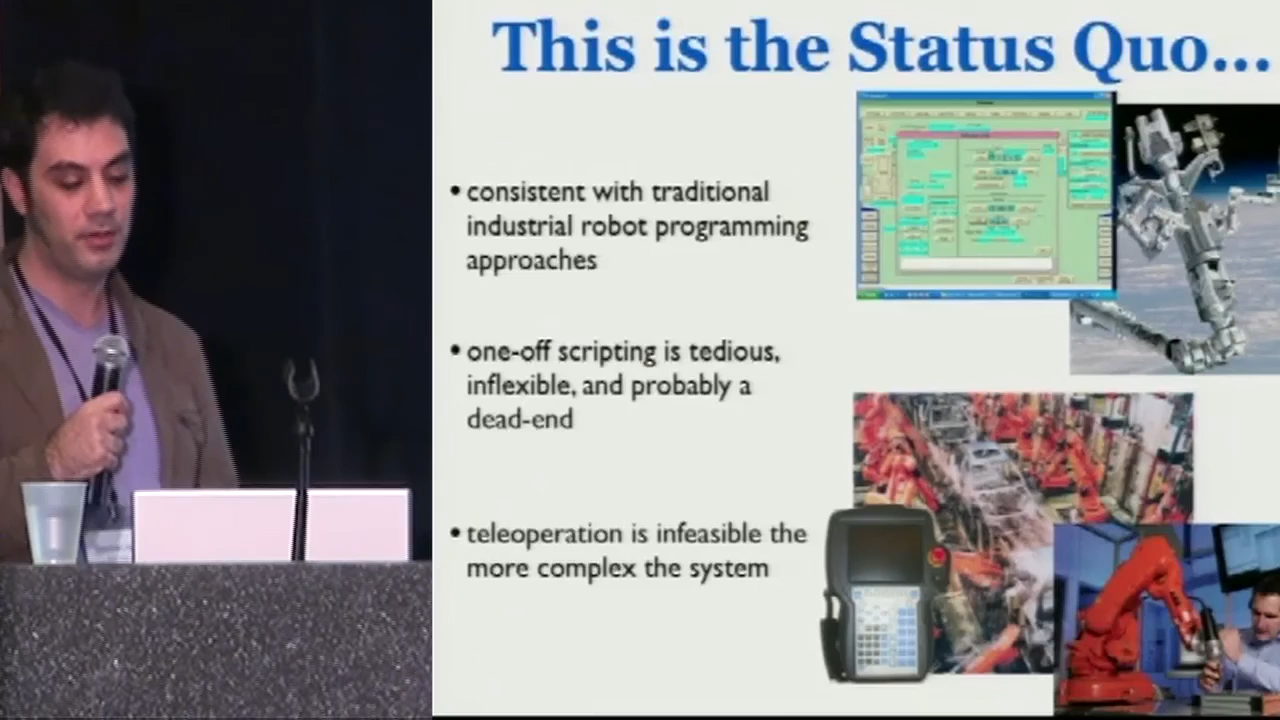 This is the Status Quo...
• consistent with traditional
industrial robot programming
approaches
• one-off scripting is tedious,
inflexible, and probably a
dead-end
• teleoperation is infeasible the
more complex the system